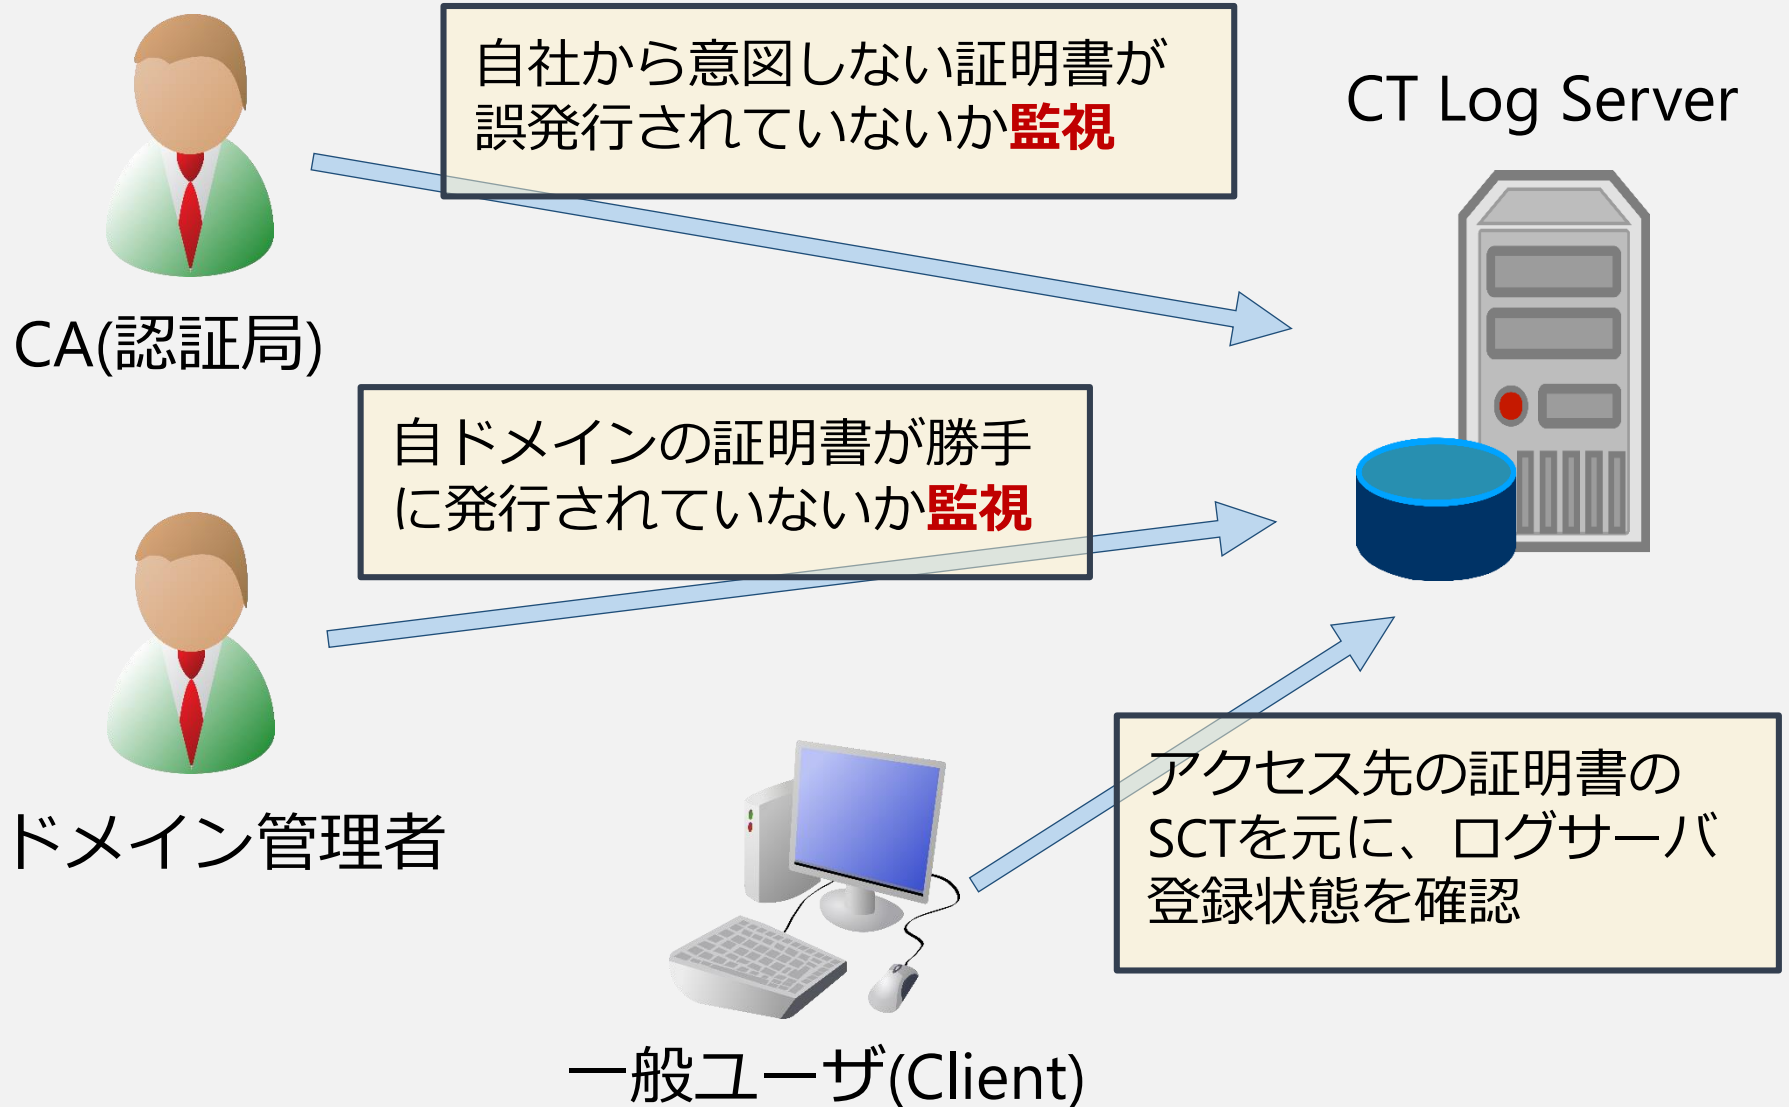 自社から意図しない証明書が
誤発行されていないか監視
CT Log Server
CA(認証局)
自ドメインの証明書が勝手
に発行されていないか監視
ドメイン管理者
アクセス先の証明書の
SCTを元に、ログサーバ
登録状態を確認
一般ユーザ(Client)